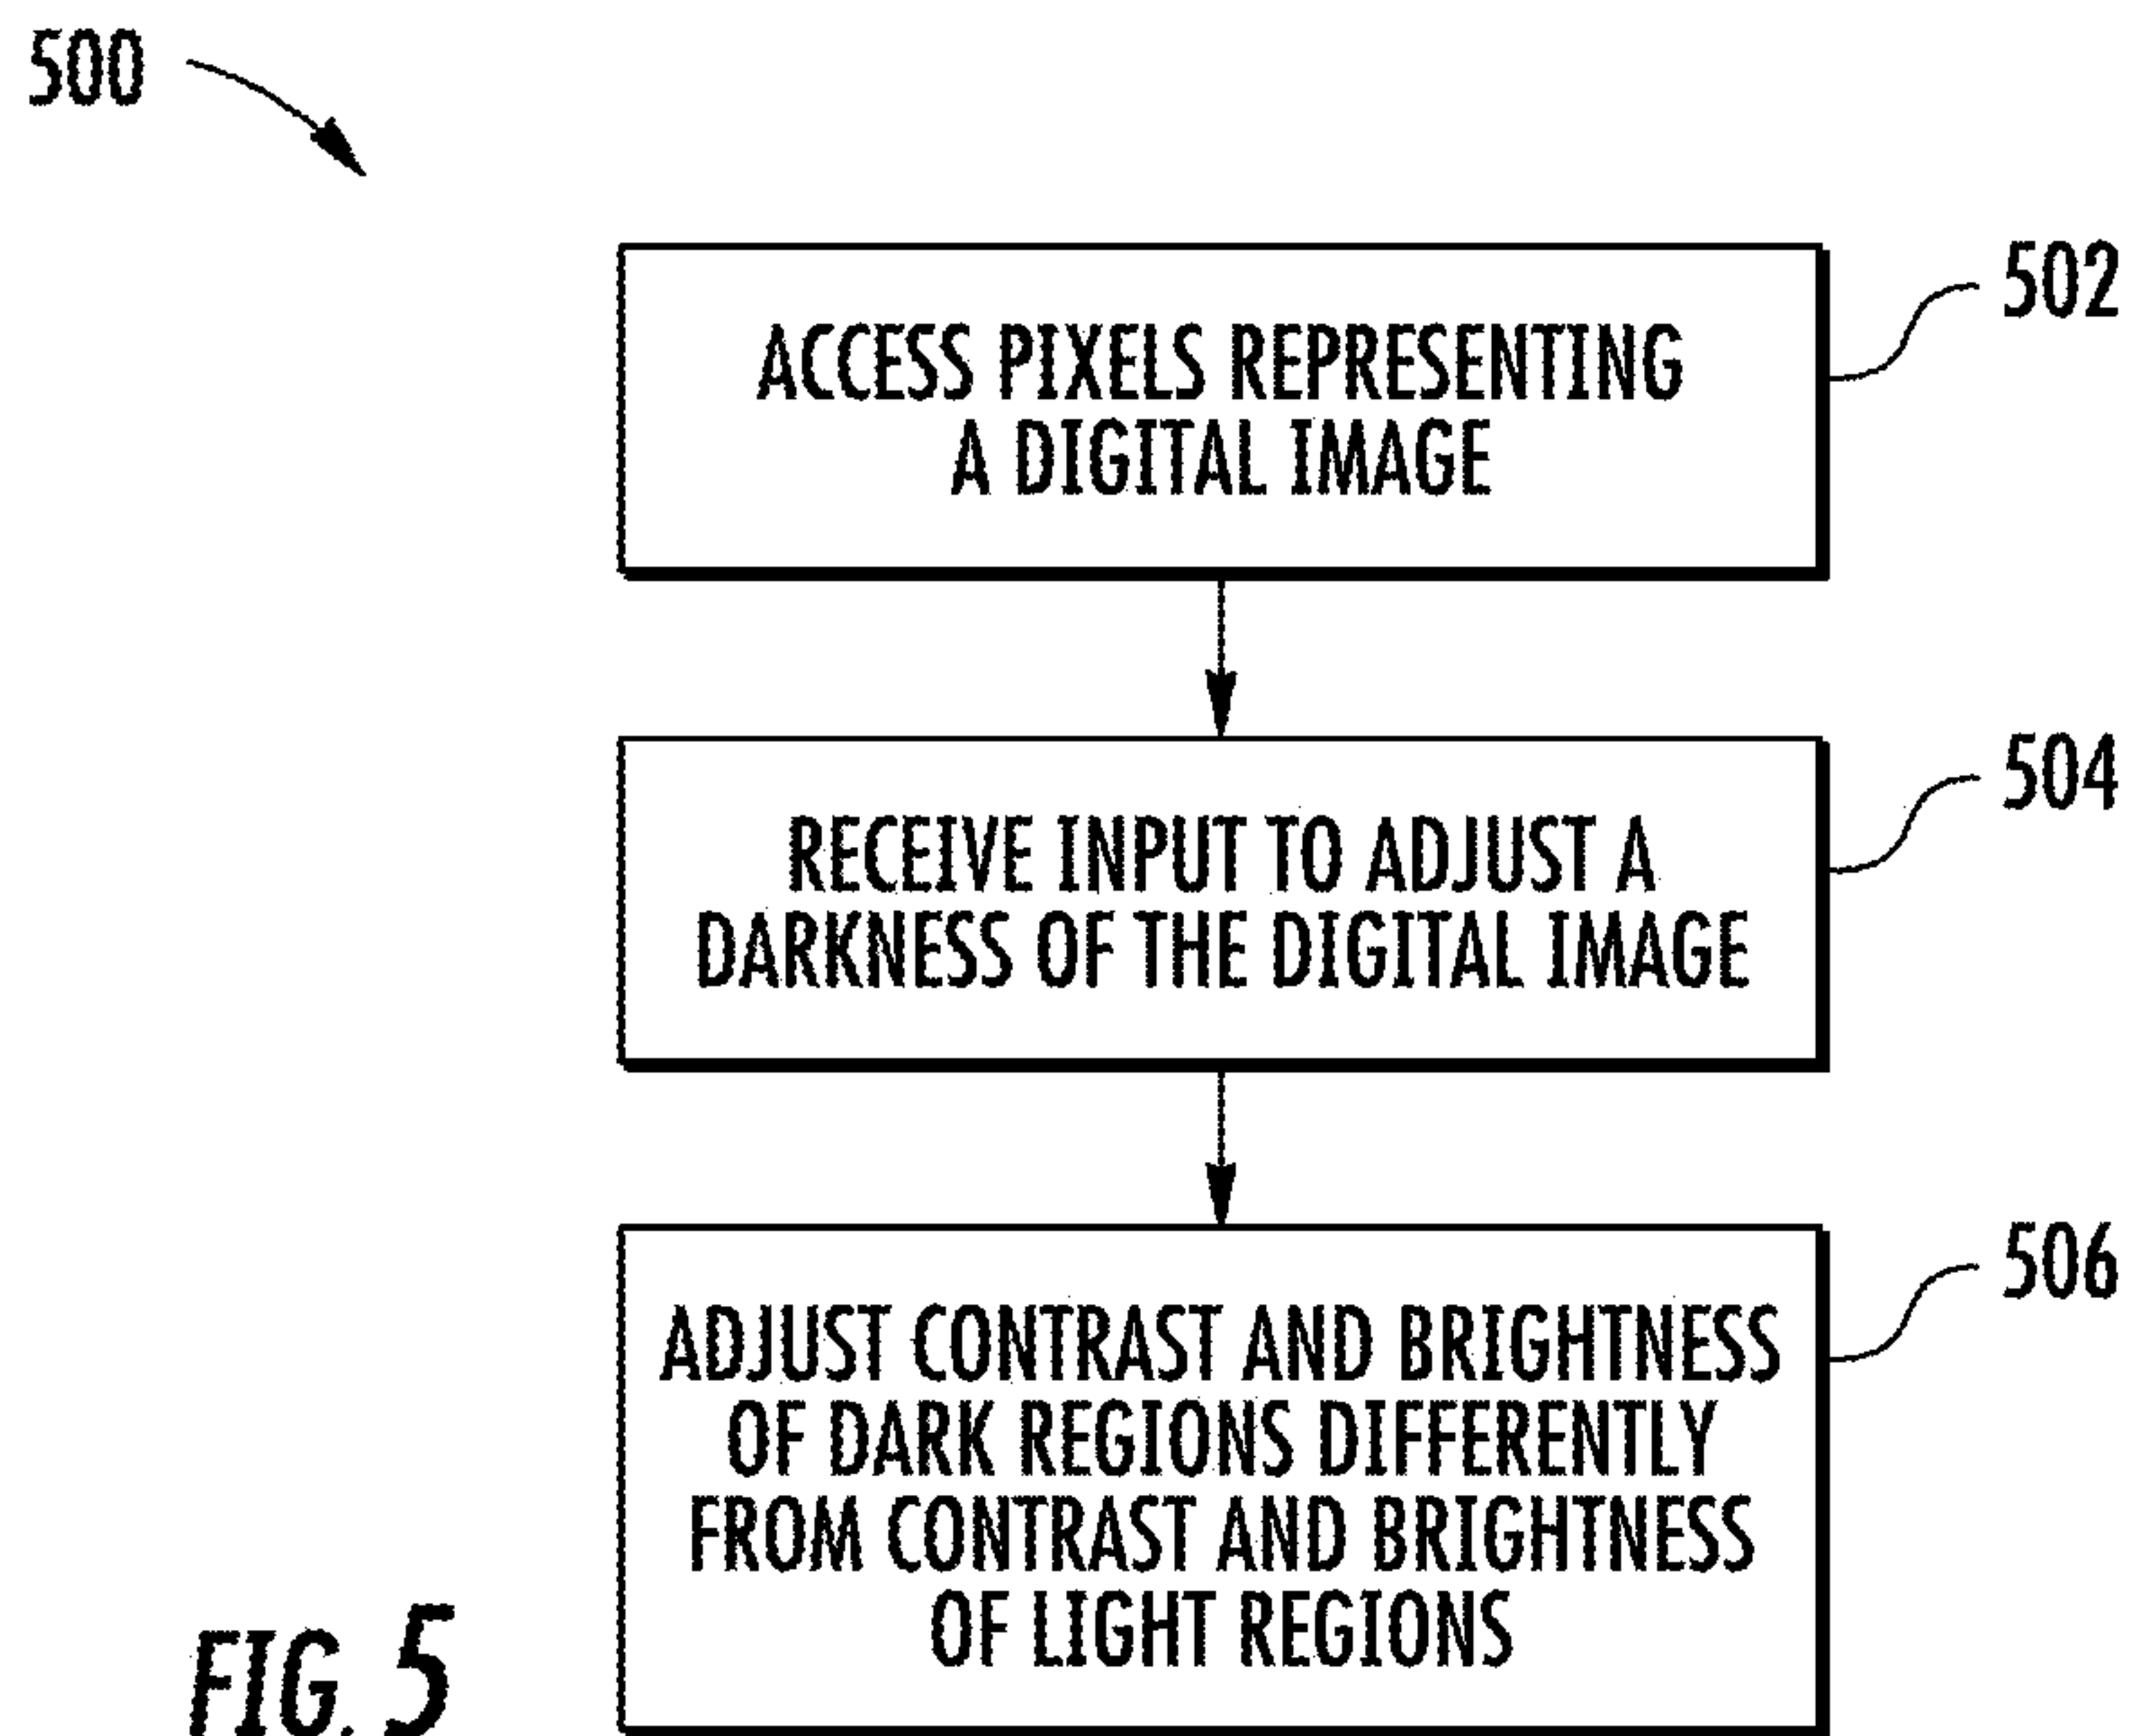 500
502
ACCESS PIXELS REPRESENTING
A DIGITAL IMAGE
504
RECEIVE INPUT TO ADJUST A
DARKNESS OF THE DIGITAL IMAGE
506
ADJUST CONTRAST AND BRIGHTNESS
OF DARK REGIONS DIFFERENTLY
FROM CONTRAST AND BRIGHTNESS
OF LIGHT REGIONS
FIG. 5